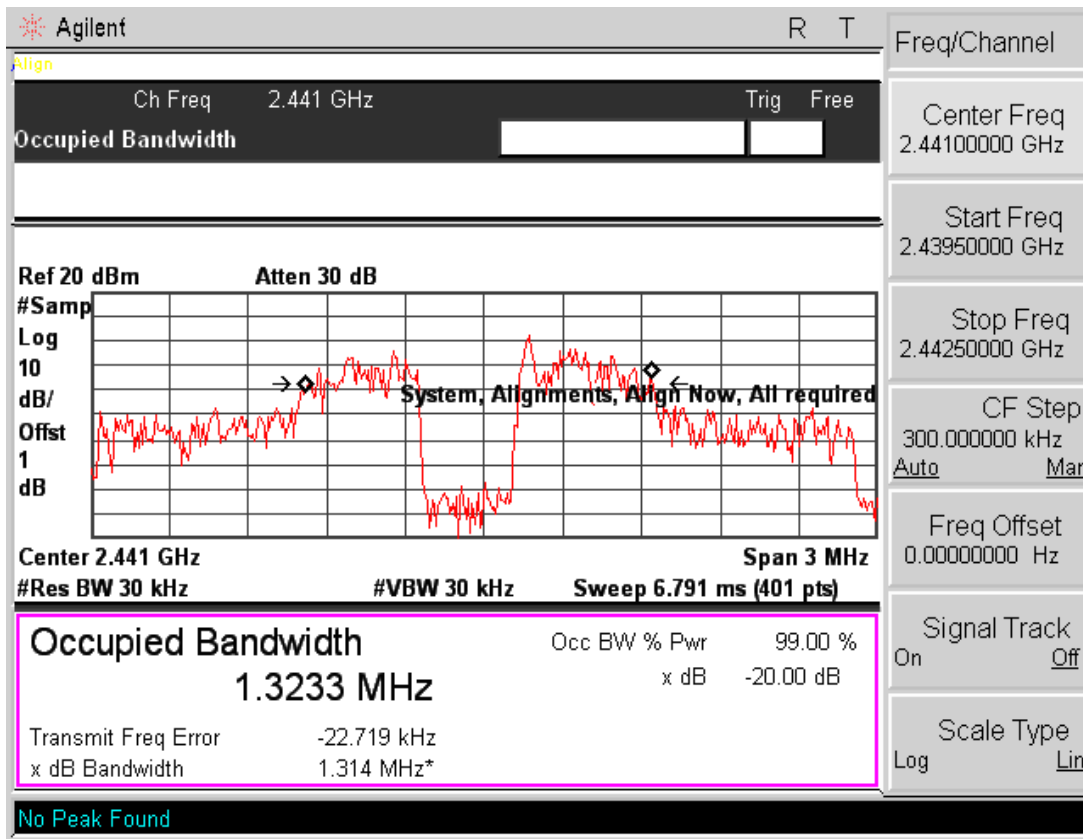 Agilent
R T
Align
Ch Freq 2.441 GHz Trig Free
Occupied Bandwidth
Ref 20 dBm Atten 30 dB
#Samp
Log
10
dB/
Offst
1
dB
System, Alignments, Align Now, All required
Center 2.441 GHz Span 3 MHz
#Res BW 30 kHz #VBW 30 kHz Sweep 6.791 ms (401 pts)
Occupied Bandwidth
1.3233 MHz
Occ BW % Pwr 99.00 %
x dB -20.00 dB
Transmit Freq Error -22.719 kHz
x dB Bandwidth 1.314 MHz*
No Peak Found
Freq/Channel
Center Freq
2.44100000 GHz
Start Freq
2.43950000 GHz
Stop Freq
2.44250000 GHz
CF Step
300.000000 kHz
Auto Man
Freq Offset
0.00000000 Hz
Signal Track
On Off
Scale Type
Log Lin